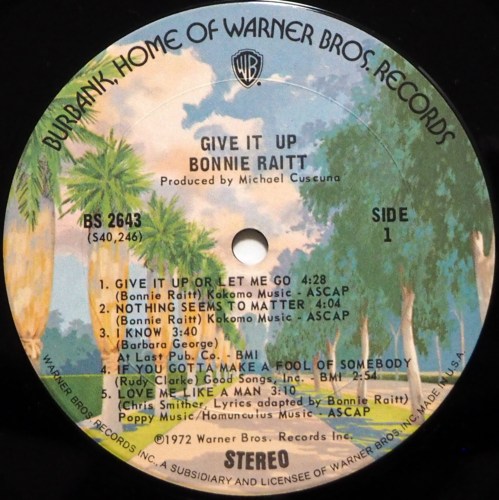 BURBANK, HOME OF WARNER BROS. RECORDS
WB
GIVE IT UP
BONNIE RAITT
Produced by Michael Cuscuna
BS 2643
(S40,246)
SIDE
1
1. GIVE IT UP OR LET ME GO 4:28
(Bonnie Raitt) Kokomo Music - ASCAP
2. NOTHING SEEMS TO MATTER 4:04
(Bonnie Raitt) Kokomo Music - ASCAP
3. I KNOW 3:40
(Barbara George)
At Last Pub. Co. - BMI
4. IF YOU GOTTA MAKE A FOOL OF SOMEBODY
(Rudy Clarke) Good Songs, Inc. - BMI 2:54
5. LOVE ME LIKE A MAN 3:10
(Chris Smither, Lyrics adapted by Bonnie Raitt)
Poppy Music/Hommculus Music - ASCAP
℗1972 Warner Bros. Records Inc.
STEREO
WARNER BROS. RECORDS INC. A SUBSIDIARY AND LICENSEE OF WARNER BROS. INC. MADE IN U.S.A.